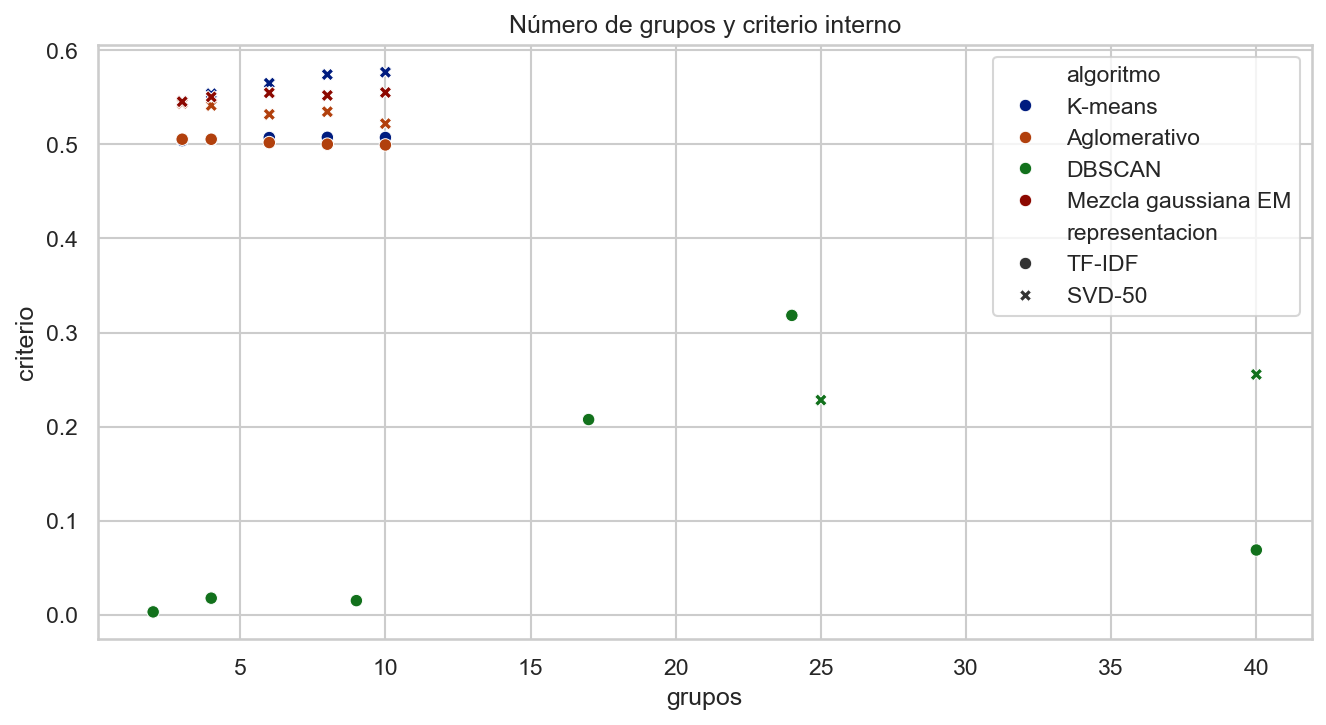 Número de grupos y criterio interno
0.6
0.5
0.4
0.3
0.2
0.1
0.0
criterio
algoritmo
K-means
Aglomerativo
DBSCAN
Mezcla gaussiana EM
representacion
TF-IDF
SVD-50
5
10
15
20
25
30
35
40
grupos